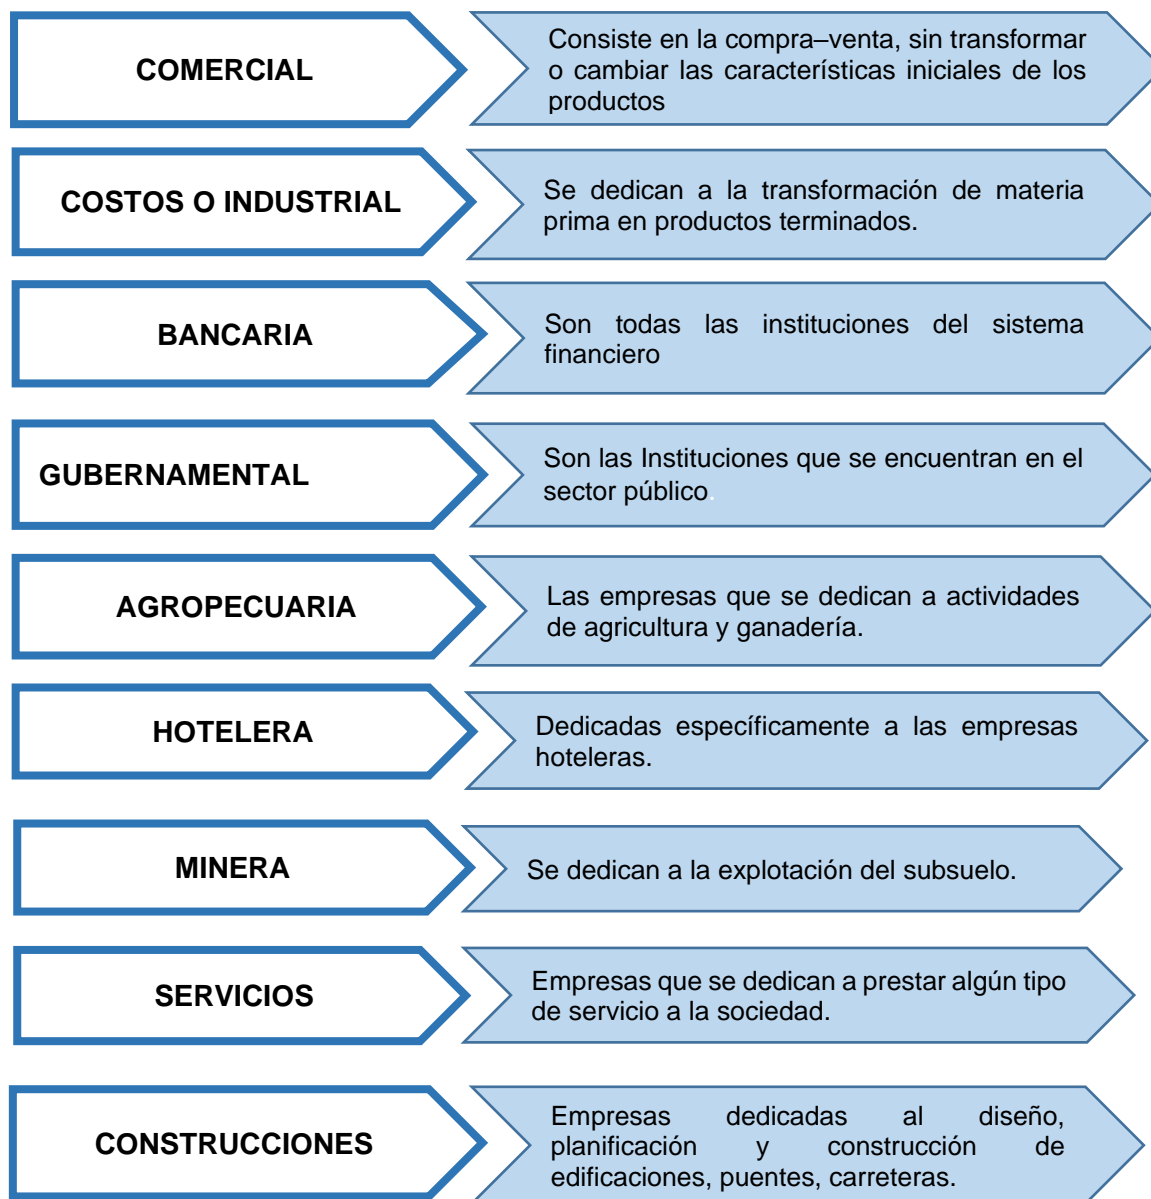 COMERCIAL
Consiste en la compra–venta, sin transformar
o cambiar las características iniciales de los
productos
COSTOS O INDUSTRIAL
Se dedican a la transformación de materia
prima en productos terminados.
BANCARIA
Son todas las instituciones del sistema
financiero
GUBERNAMENTAL
Son las Instituciones que se encuentran en el
sector público.
AGROPECUARIA
Las empresas que se dedican a actividades
de agricultura y ganadería.
HOTELERA
Dedicadas específicamente a las empresas
hoteleras.
MINERA
Se dedican a la explotación del subsuelo.
SERVICIOS
Empresas que se dedican a prestar algún tipo
de servicio a la sociedad.
CONSTRUCCIONES
Empresas dedicadas al diseño,
planificación y construcción de
edificaciones, puentes, carreteras.